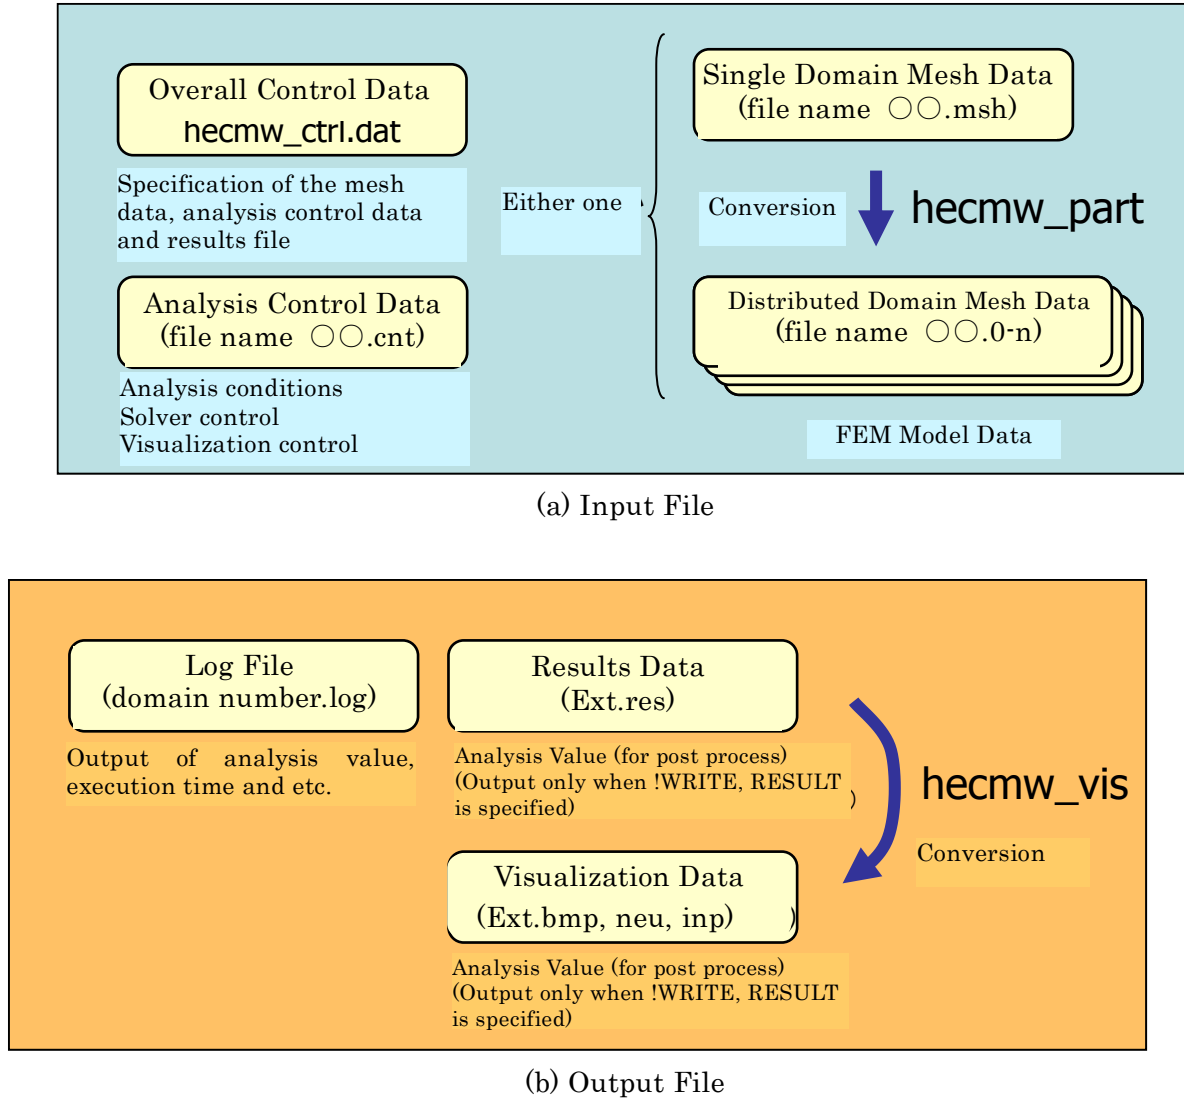 Overall Control Data
hecmw_ctrl.dat
Specification of the mesh
data, analysis control data
and results file
Analysis Control Data
(file name ○○.cnt)
Analysis conditions
Solver control
Visualization control
Either one
Single Domain Mesh Data
(file name ○○.msh)
Conversion
hecmw_part
Distributed Domain Mesh Data
(file name ○○.0-n)
FEM Model Data
(a) Input File
Log File
(domain number.log)
Output of analysis value,
execution time and etc.
Results Data
(Ext.res)
Analysis Value (for post process)
(Output only when !WRITE, RESULT
is specified)
)
hecmw_vis
Conversion
Visualization Data
(Ext.bmp, neu, inp) )
Analysis Value (for post process)
(Output only when !WRITE, RESULT
is specified)
(b) Output File